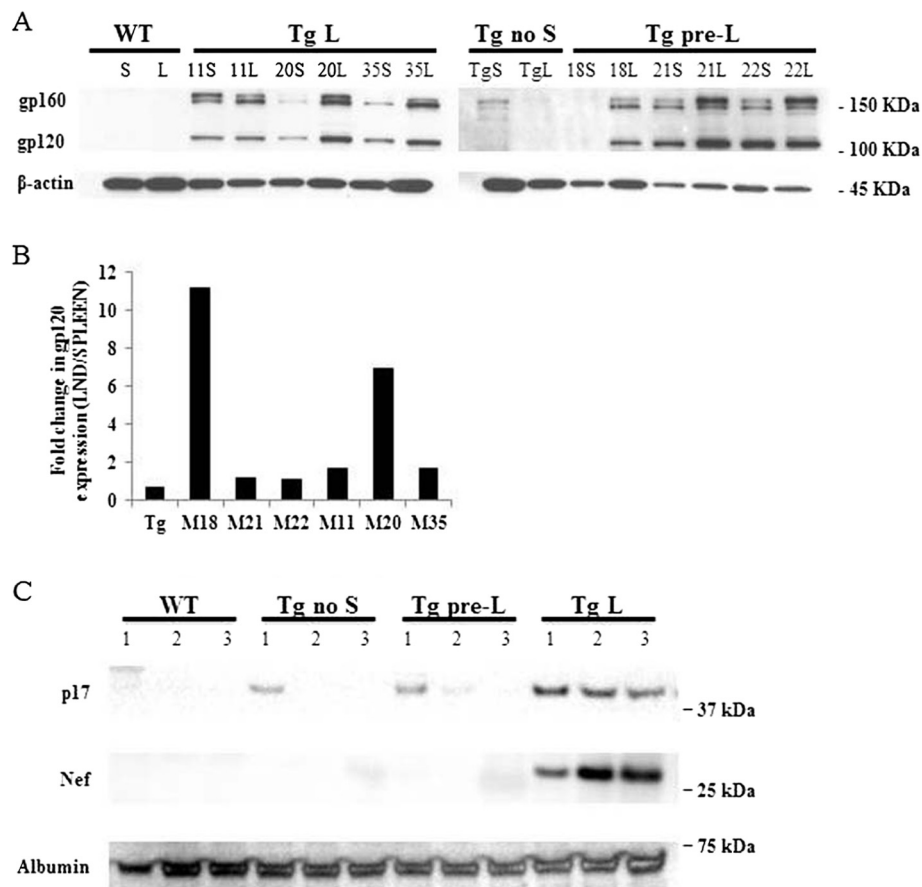 A
WT Tg L Tg no S Tg pre-L
S L 11S 11L 20S 20L 35S 35L TgS TgL 18S 18L 21S 21L 22S 22L
gp160 - 150 KDa
gp120 - 100 KDa
β-actin - 45 KDa
B
Fold change in gp120
expression (LND/SPLEEN)
12
10
8
6
4
2
0
Tg M18 M21 M22 M11 M20 M35
C
WT Tg no S Tg pre-L Tg L
1 2 3 1 2 3 1 2 3 1 2 3
p17
- 37 kDa
Nef
- 25 kDa
- 75 kDa
Albumin